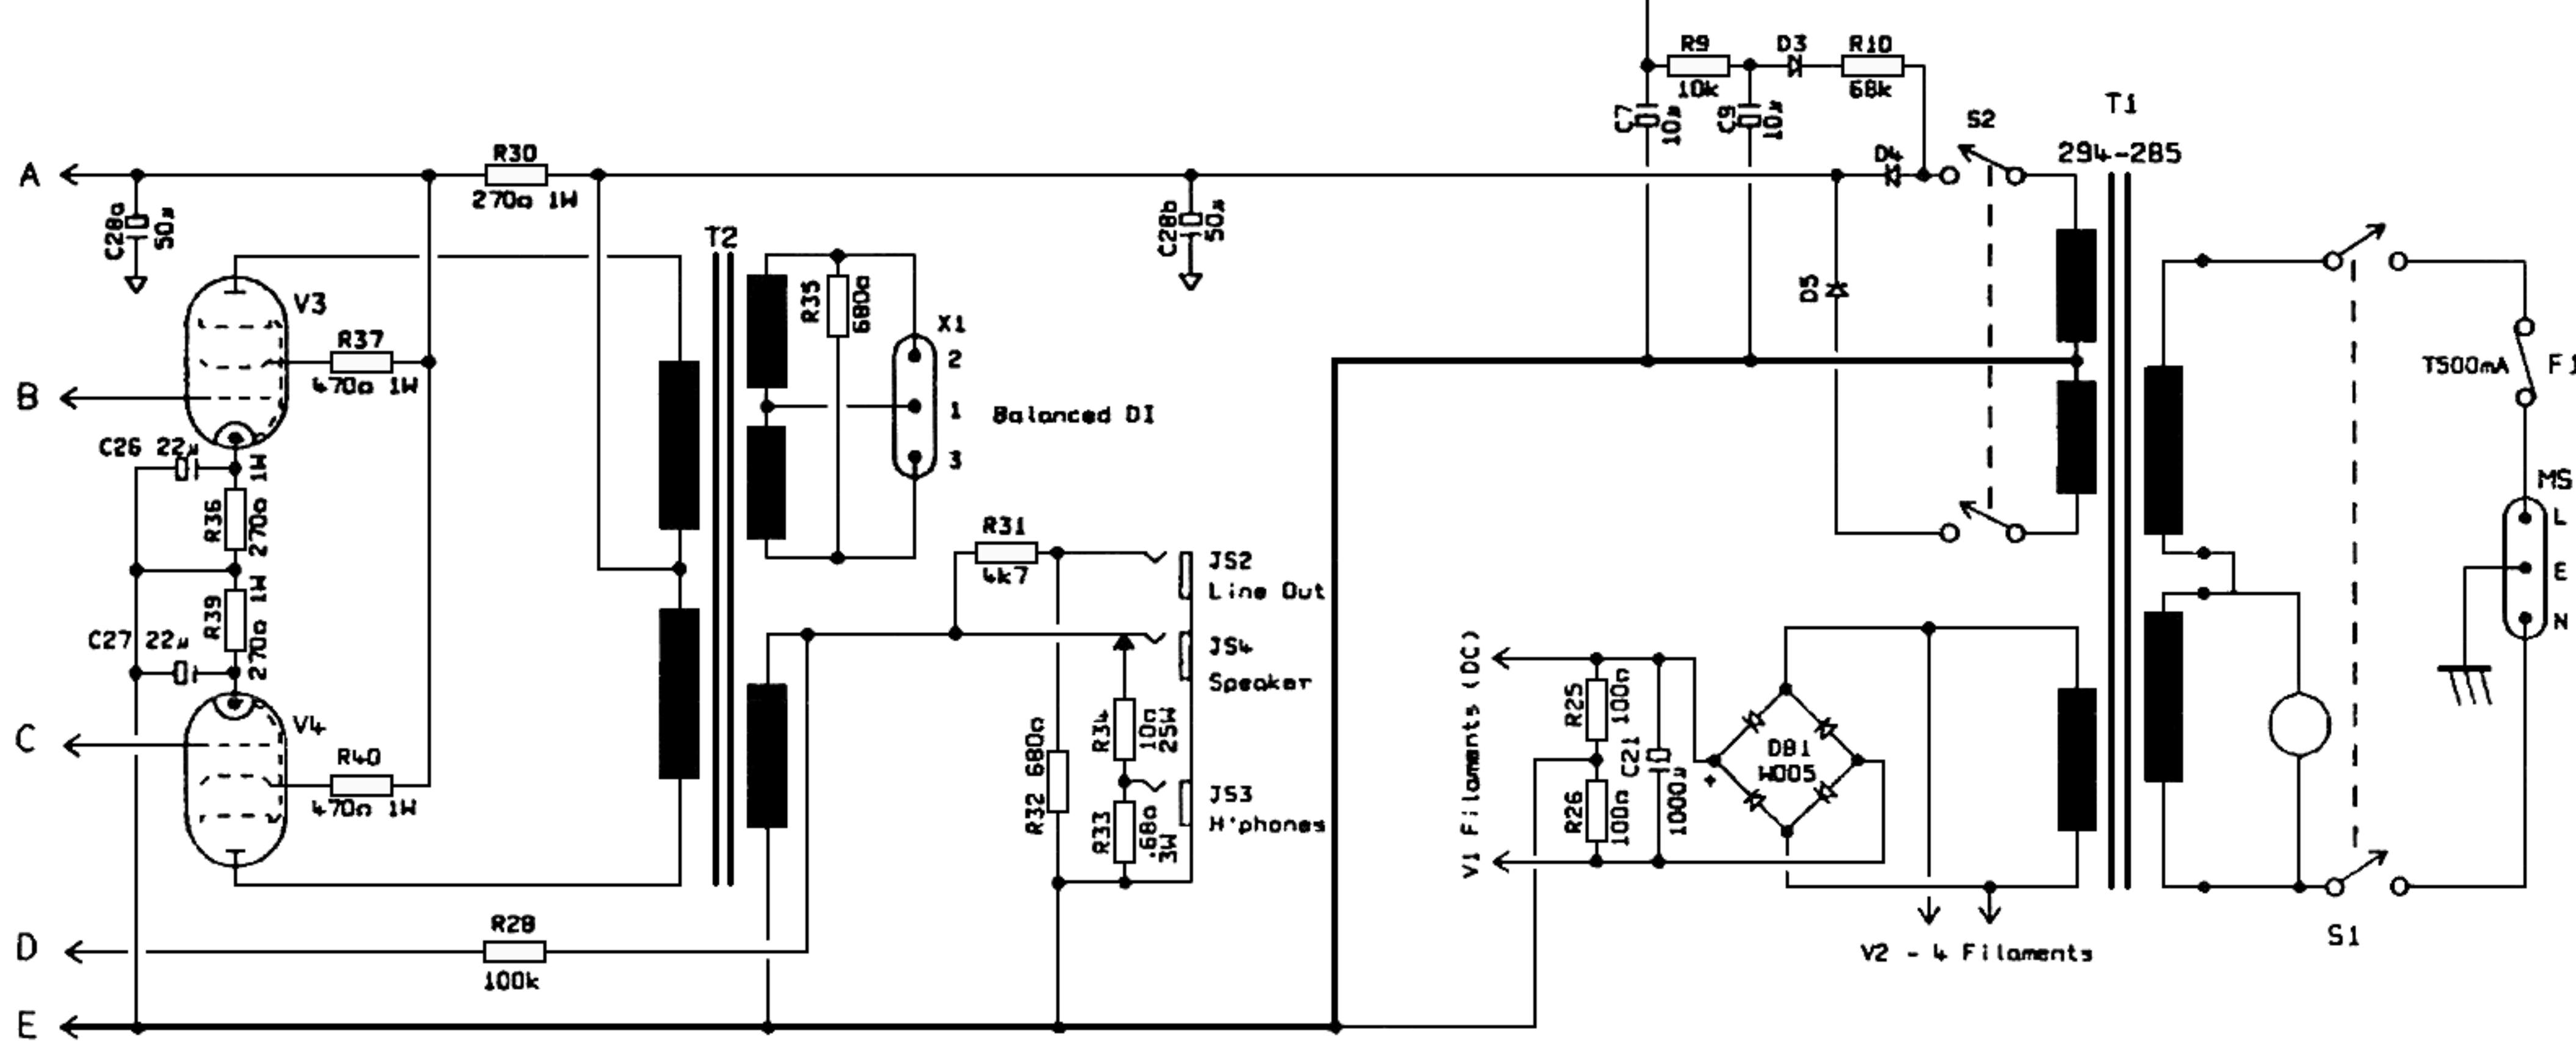 R9
10k
D3
R10
68k
C7
10µ
C9
10µ
S2
T1
294-285
D4
A
R30
270Ω 1W
C28a
50µ
C28b
50µ
T2
V3
R35
680Ω
X1
2
1
3
Balanced DI
D5
R37
470Ω 1W
B
T500mA
F1
C26 22µ
R36
270Ω 1W
MS
L
E
N
R31
4k7
JS2
Line Out
R39
270Ω 1W
C27 22µ
JS4
Speaker
C
V4
R40
470Ω 1W
R34
10Ω
25W
R32 680Ω
JS3
H'phones
R33
.68Ω
3W
V1 Filaments (DC)
R25
100Ω
C21
1000µ
R26
100Ω
DB1
W005
+
D
R28
100k
V2 - 4 Filaments
S1
E